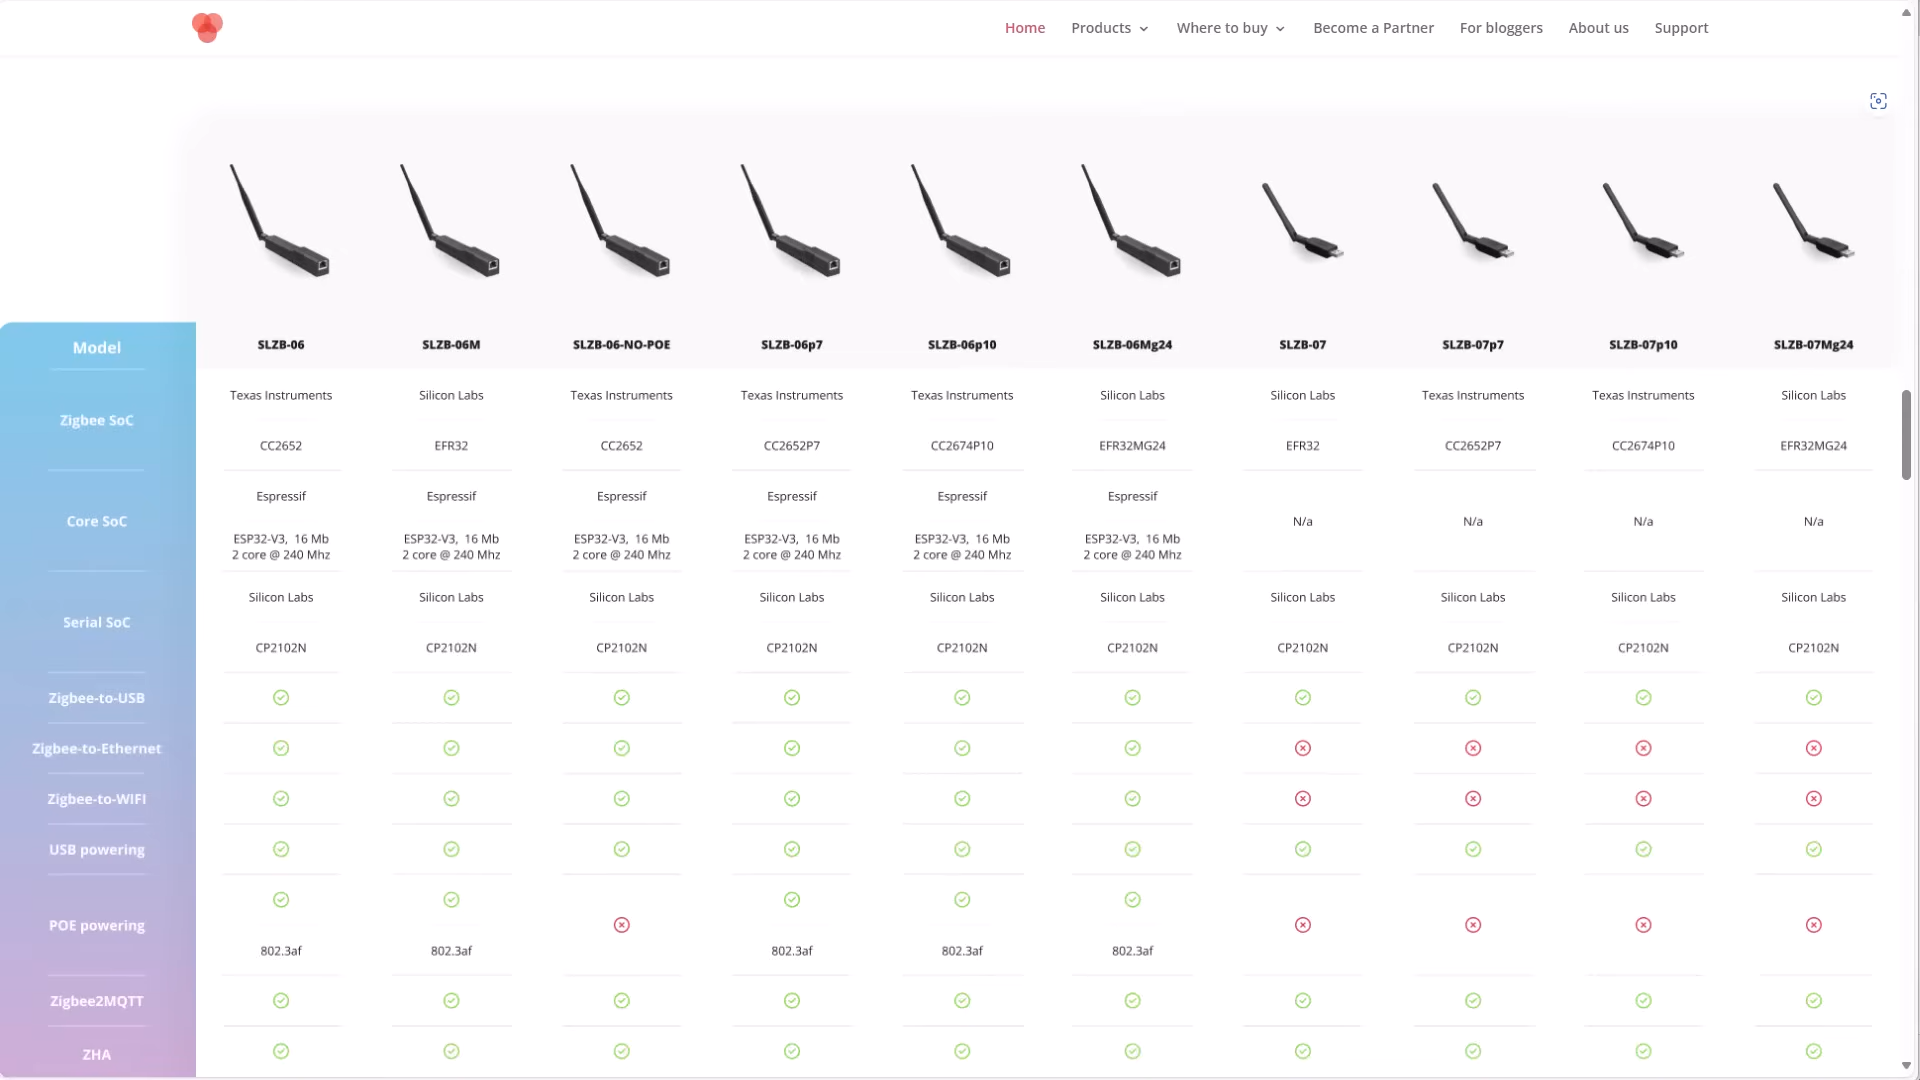 Home Products Where to buy Become a Partner For bloggers About us Support
Model SLZB-06 SLZB-06M SLZB-06-NO-POE SLZB-06p7 SLZB-06p10 SLZB-06Mg24 SLZB-07 SLZB-07p7 SLZB-07p10 SLZB-07Mg24
Texas Instruments Silicon Labs Texas Instruments Texas Instruments Texas Instruments Silicon Labs Silicon Labs Texas Instruments Texas Instruments Silicon Labs
Zigbee SoC
CC2652 EFR32 CC2652 CC2652P7 CC2674P10 EFR32MG24 EFR32 CC2652P7 CC2674P10 EFR32MG24
Espressif Espressif Espressif Espressif Espressif Espressif
Core SoC N/a N/a N/a N/a
ESP32-V3, 16 Mb ESP32-V3, 16 Mb ESP32-V3, 16 Mb ESP32-V3, 16 Mb ESP32-V3, 16 Mb ESP32-V3, 16 Mb
2 core @ 240 Mhz 2 core @ 240 Mhz 2 core @ 240 Mhz 2 core @ 240 Mhz 2 core @ 240 Mhz 2 core @ 240 Mhz
Silicon Labs Silicon Labs Silicon Labs Silicon Labs Silicon Labs Silicon Labs Silicon Labs Silicon Labs Silicon Labs Silicon Labs
Serial SoC
CP2102N CP2102N CP2102N CP2102N CP2102N CP2102N CP2102N CP2102N CP2102N CP2102N
Zigbee-to-USB
Zigbee-to-Ethernet
Zigbee-to-WIFI
USB powering
POE powering
802.3af 802.3af 802.3af 802.3af 802.3af
Zigbee2MQTT
ZHA